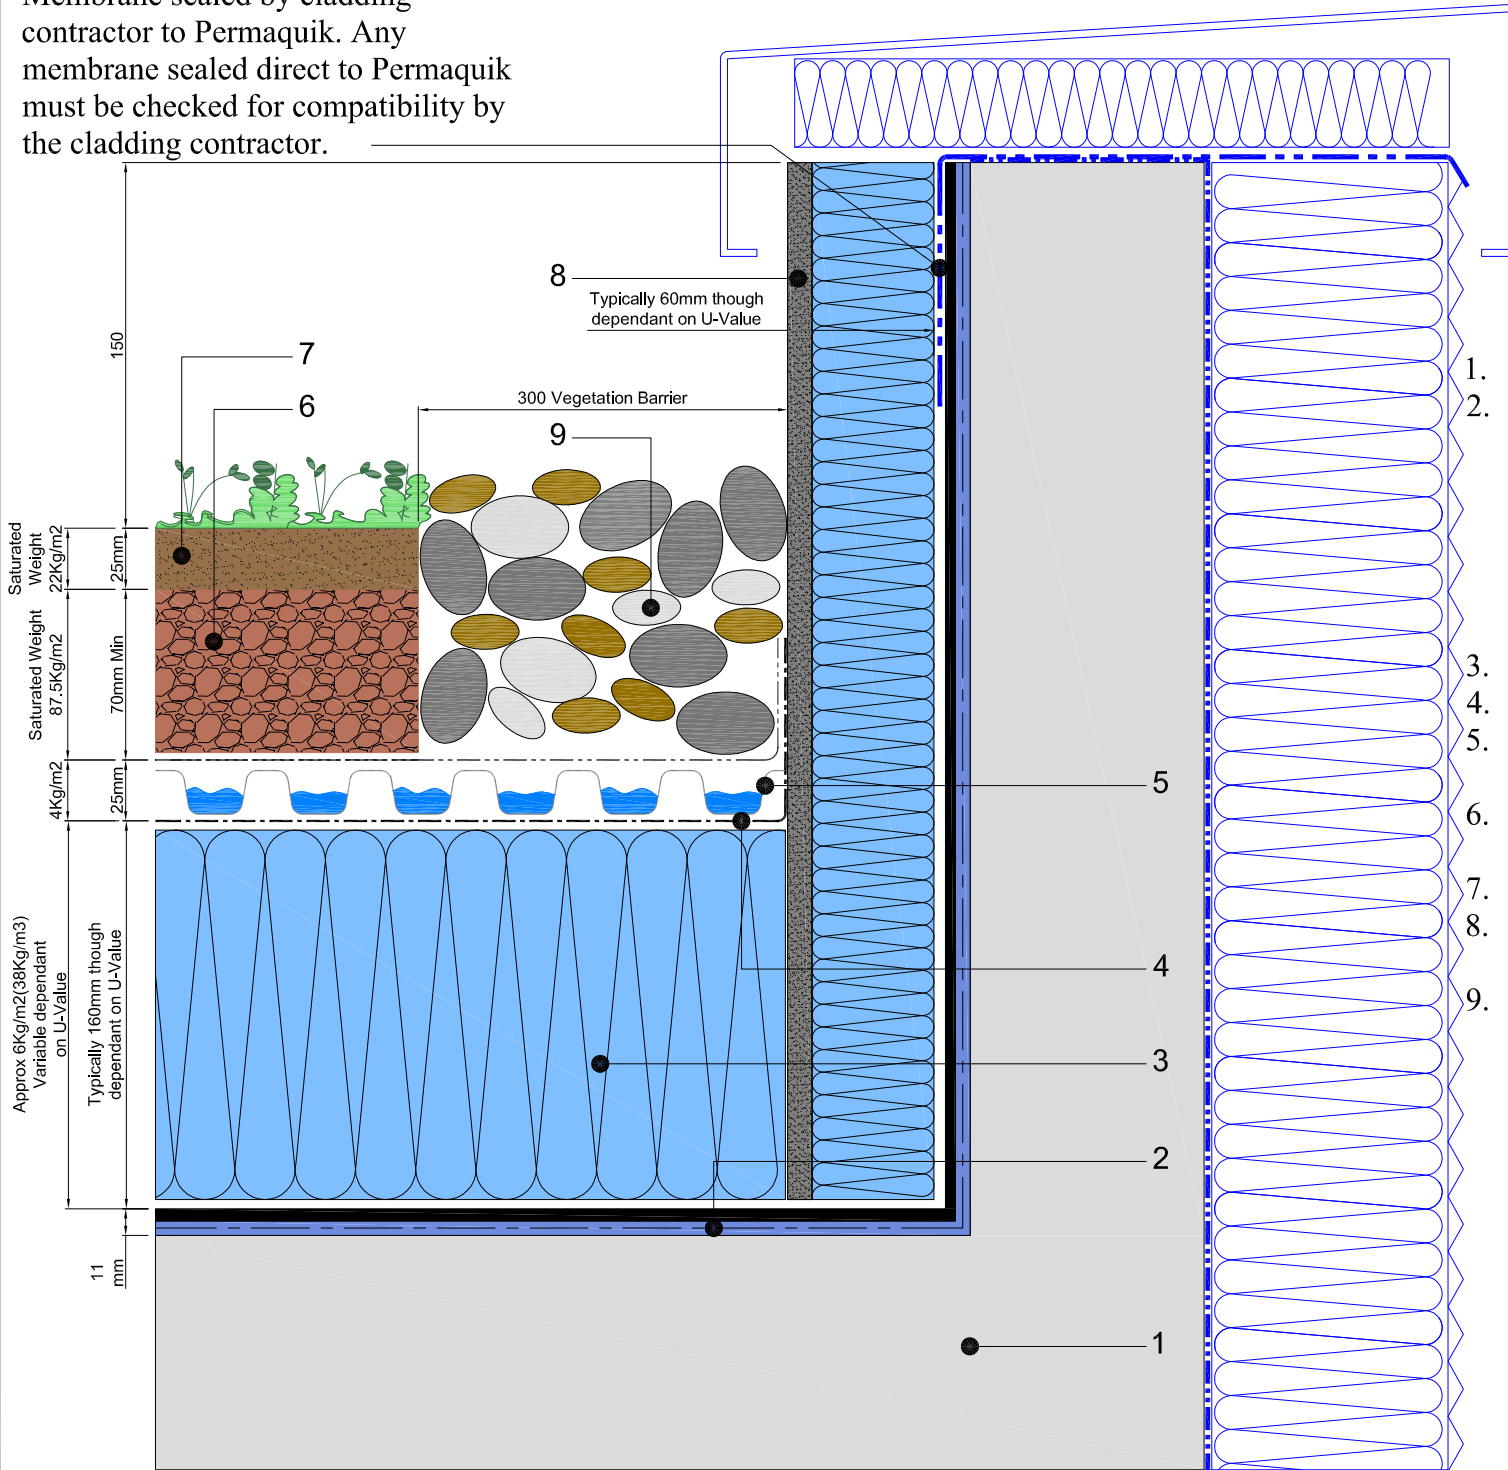 Membrane sealed by cladding
contractor to Permaquik. Any
membrane sealed direct to Permaquik
must be checked for compatibility by
the cladding contractor.
8
Typically 60mm though
dependant on U-Value
150
7
6
300 Vegetation Barrier
9
1.
2.
Saturated
Weight
22Kg/m2
25mm
Saturated Weight
87.5Kg/m2
70mm Min
3.
4.
5.
4Kg/m2
25mm
5
6.
7.
8.
Approx 6Kg/m2(38Kg/m3)
Variable dependant
on U-Value
Typically 160mm though
dependant on U-Value
4
9.
3
2
11
mm
1